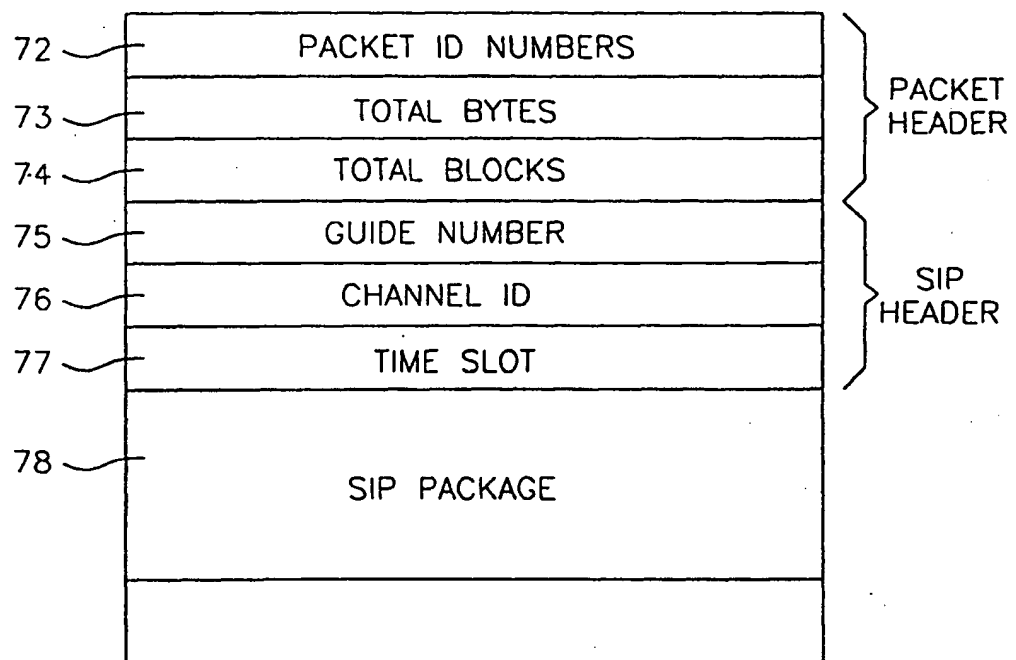 72 PACKET ID NUMBERS
73 TOTAL BYTES
74 TOTAL BLOCKS
PACKET
HEADER
75 GUIDE NUMBER
76 CHANNEL ID
77 TIME SLOT
SIP
HEADER
78 SIP PACKAGE